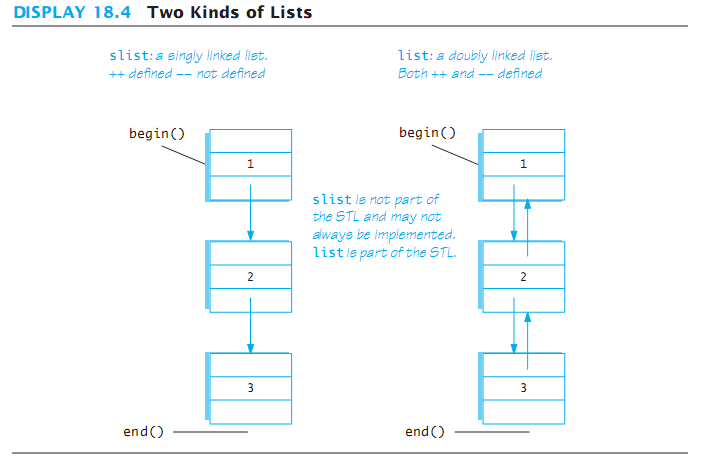 DISPLAY 18.4 Two Kinds of Lists
slist: a singly linked list.
++ defined -- not defined
list: a doubly linked list.
Both ++ and -- defined
begin()
1
2
3
end()
slist is not part of
the STL and may not
always be implemented.
list is part of the STL.
begin()
1
2
3
end()